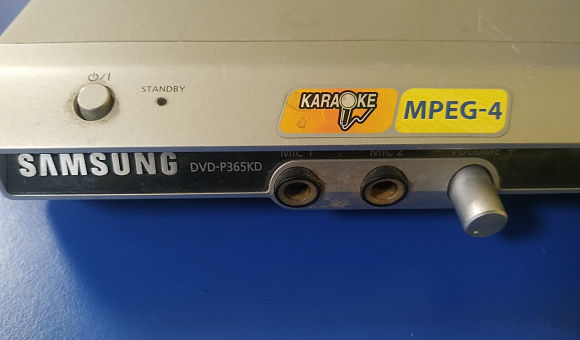 ⏻/I
STANDBY
KARAOKE
MPEG-4
SAMSUNG DVD-P365KD
MIC 1
MIC 2
VOLUME +